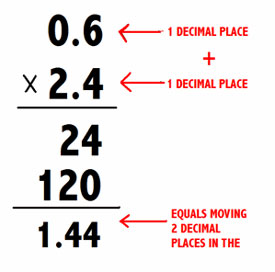 0.6 1 DECIMAL PLACE
+
x 2.4 1 DECIMAL PLACE
24
120
1.44
EQUALS MOVING
2 DECIMAL
PLACES IN THE